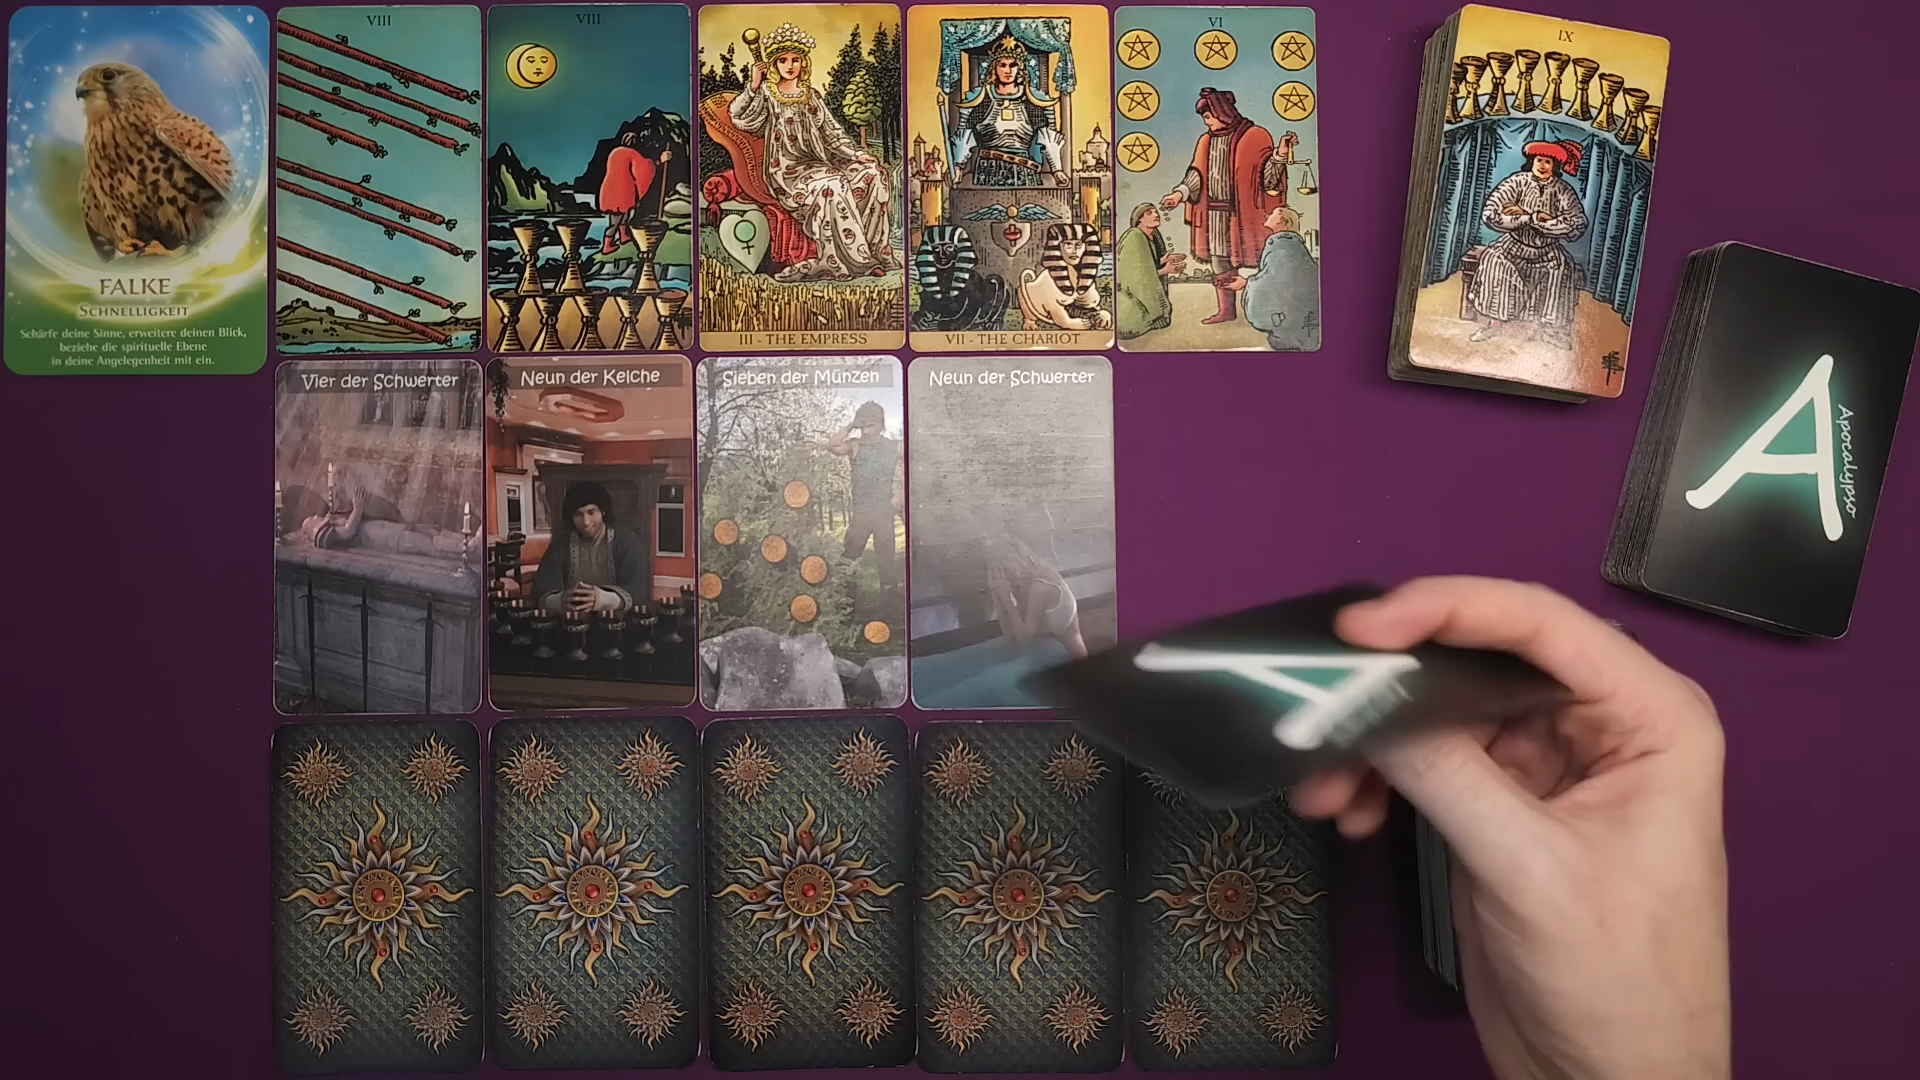 FALKE
SCHNELLIGKEIT
Schärfe deine Sinne, erweitere deinen Blick,
beziehe die spirituelle Ebene
in deine Angelegenheit mit ein.
VIII
VIII
III - THE EMPRESS
VII - THE CHARIOT
VI
IX
Vier der Schwerter
Neun der Kelche
Sieben der Münzen
Neun der Schwerter
A
Apocalypso
A